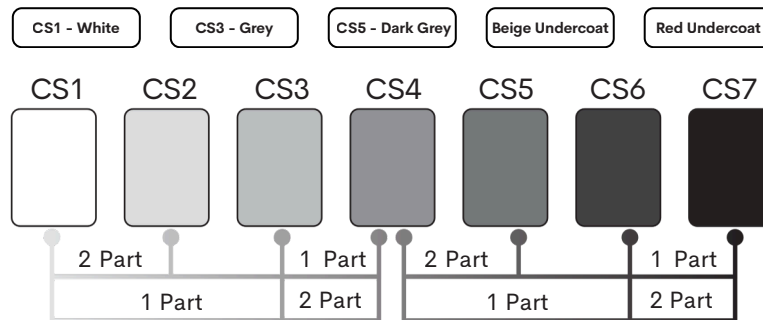 CS1 - White
CS3 - Grey
CS5 - Dark Grey
Beige Undercoat
Red Undercoat
CS1 CS2 CS3 CS4 CS5 CS6 CS7
2 Part 1 Part 2 Part 1 Part
1 Part 2 Part 1 Part 2 Part